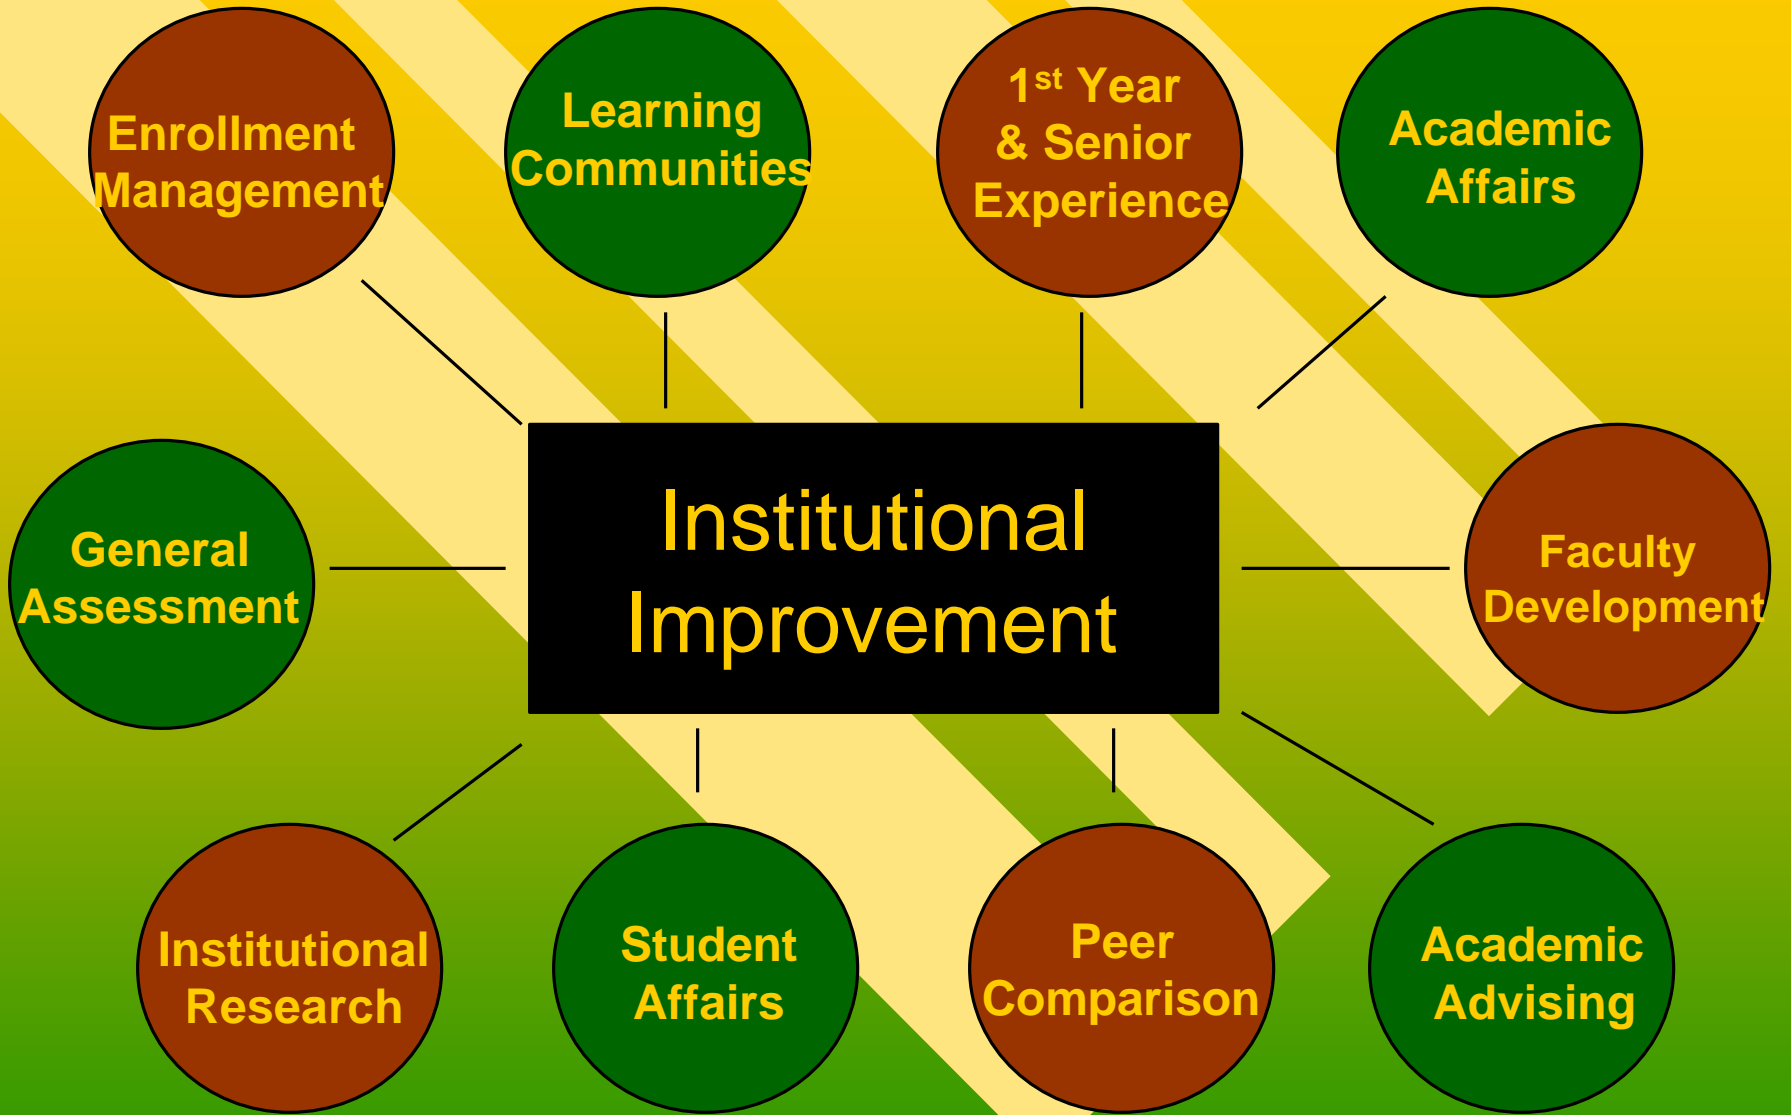 Enrollment
Management
Learning
Communities
1st Year
& Senior
Experience
Academic
Affairs
General
Assessment
Institutional
Improvement
Faculty
Development
Institutional
Research
Student
Affairs
Peer
Comparison
Academic
Advising